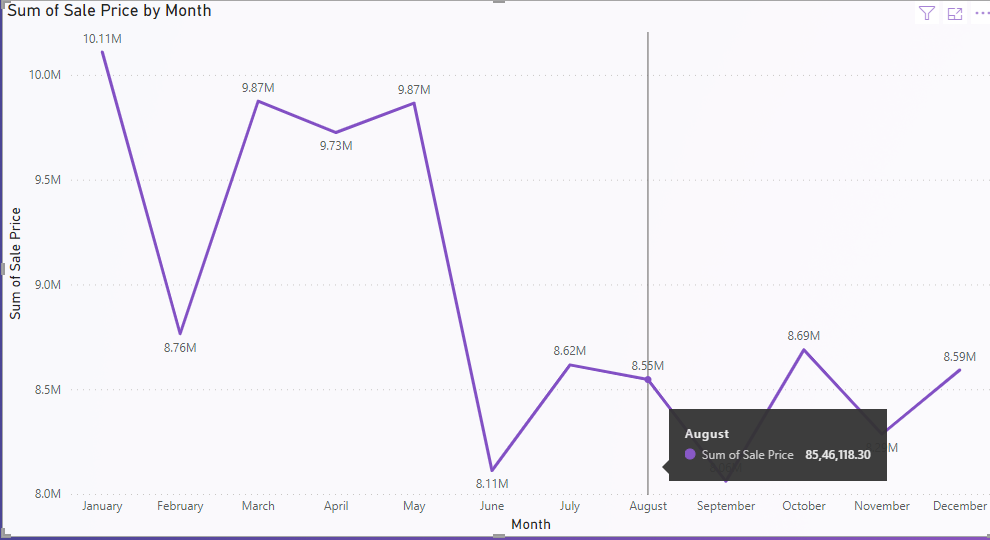 Sum of Sale Price by Month
10.11M
9.87M
9.87M
10.0M
9.73M
9.5M
Sum of Sale Price
9.0M
8.76M
8.69M
8.62M
8.59M
8.55M
8.5M
August
Sum of Sale Price 85,46,118.30
8.11M
8.0M
January February March April May June July August September October November December
Month